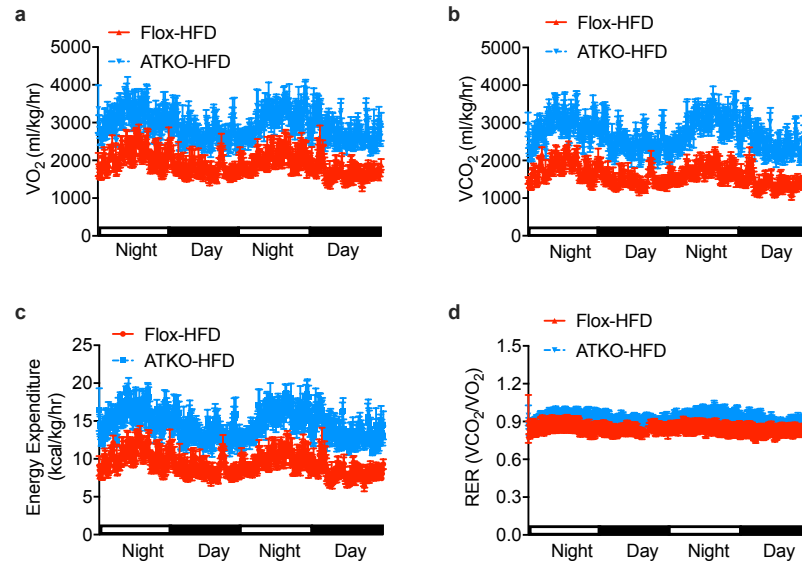 a
Flox-HFD
ATKO-HFD
VO2 (ml/kg/hr)
5000
4000
3000
2000
1000
0
Night Day Night Day
b
Flox-HFD
ATKO-HFD
VCO2 (ml/kg/hr)
5000
4000
3000
2000
1000
0
Night Day Night Day
c
Flox-HFD
ATKO-HFD
Energy Expenditure
(kcal/kg/hr)
25
20
15
10
5
0
Night Day Night Day
d
Flox-HFD
ATKO-HFD
RER (VCO2/VO2)
1.5
1.2
0.9
0.6
0.3
0.0
Night Day Night Day